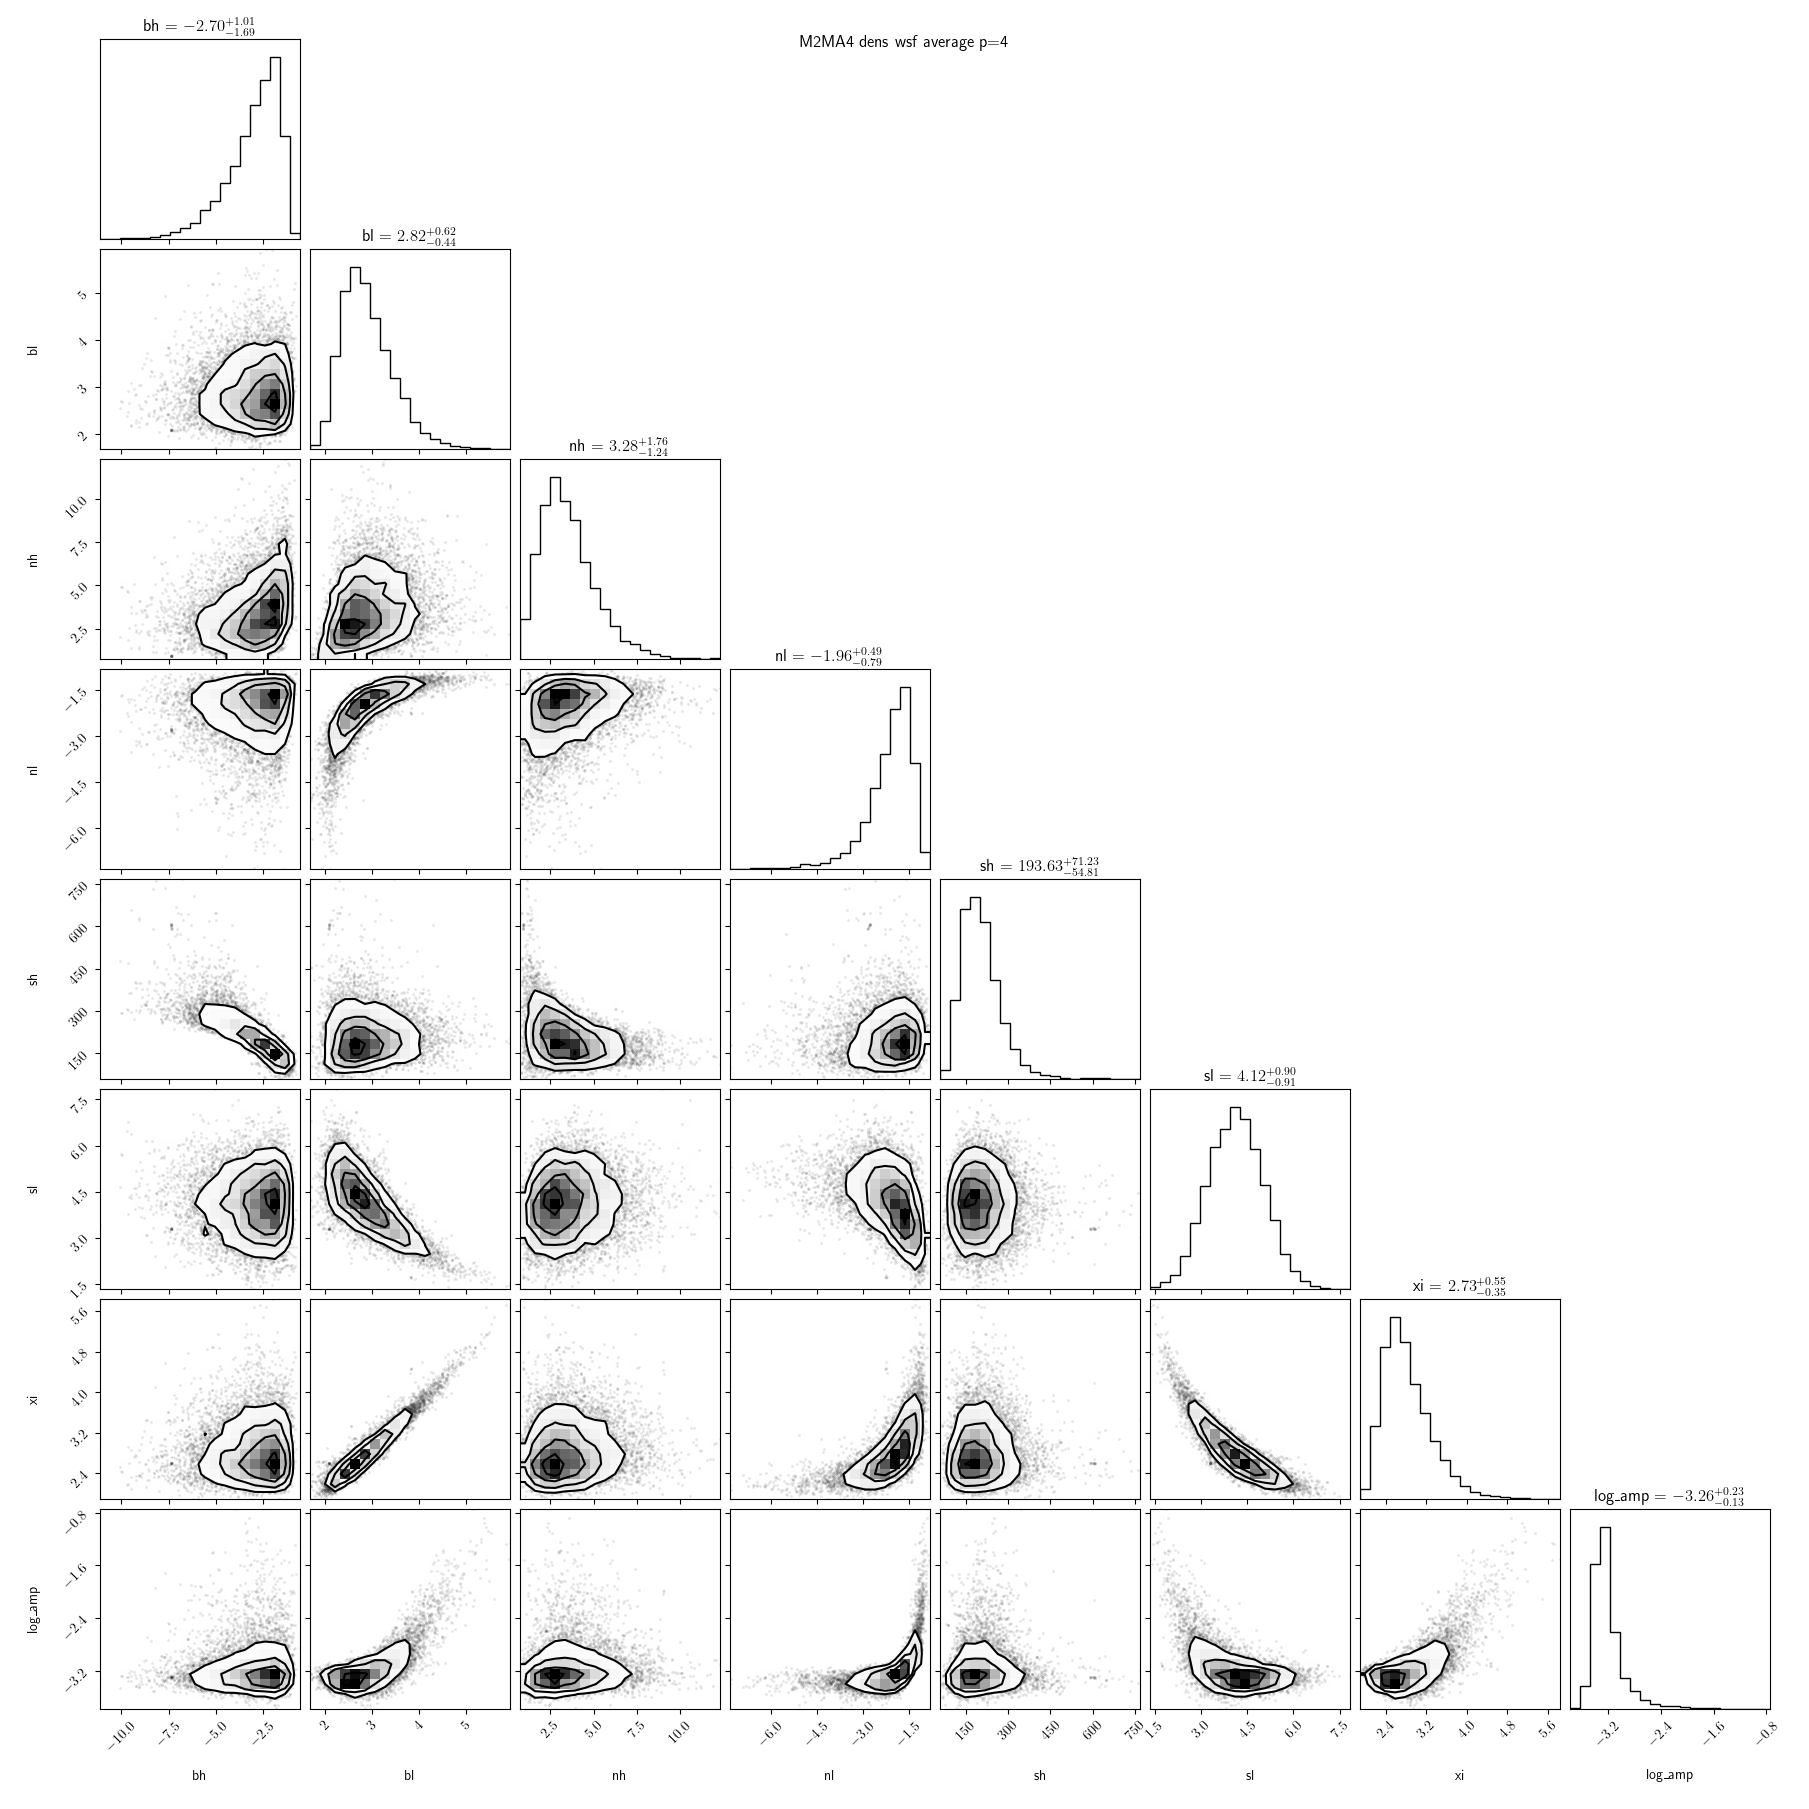 M2MA4 dens wsf average p=4
bh = −2.70+1.01−1.69
bl = 2.82+0.62−0.44
bl
5
4
3
2
nh = 3.28+1.76−1.24
nh
10.0
7.5
5.0
2.5
nl = −1.96+0.49−0.79
nl
−1.5
−3.0
−4.5
−6.0
sh = 193.63+71.23−54.81
sh
750
600
450
300
150
sl = 4.12+0.90−0.91
sl
7.5
6.0
4.5
3.0
1.5
xi = 2.73+0.55−0.35
xi
5.6
4.8
4.0
3.2
2.4
log_amp = −3.26+0.23−0.13
log_amp
−0.8
−1.6
−2.4
−3.2
−10.0 −7.5 −5.0 −2.5 2 3 4 5 2.5 5.0 7.5 10.0 −6.0 −4.5 −3.0 −1.5 150 300 450 600 750 1.5 3.0 4.5 6.0 7.5 2.4 3.2 4.0 4.8 5.6 −3.2 −2.4 −1.6 −0.8
bh bl nh nl sh sl xi log_amp